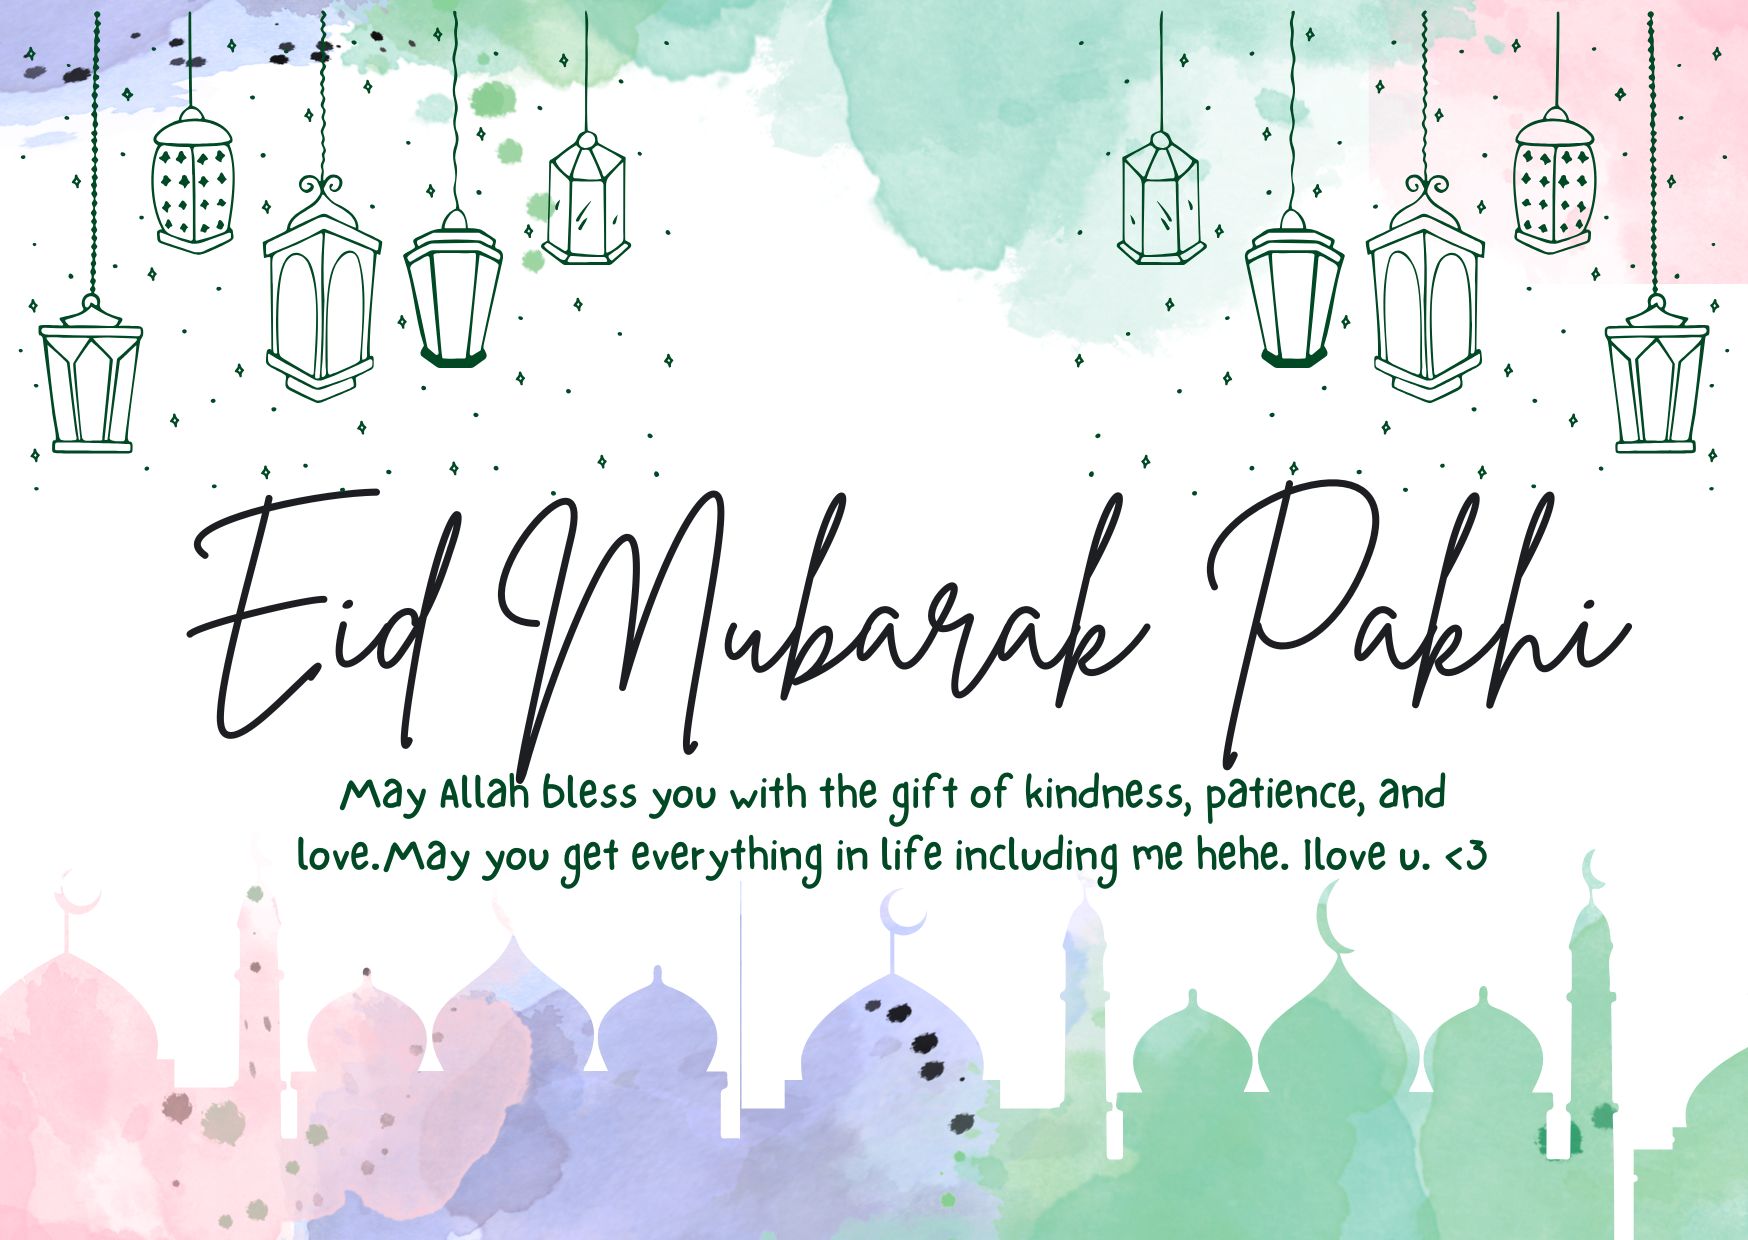 Eid Mubarak Pakhi
May Allah bless you with the gift of kindness, patience, and
love.May you get everything in life including me hehe. Ilove u. <3